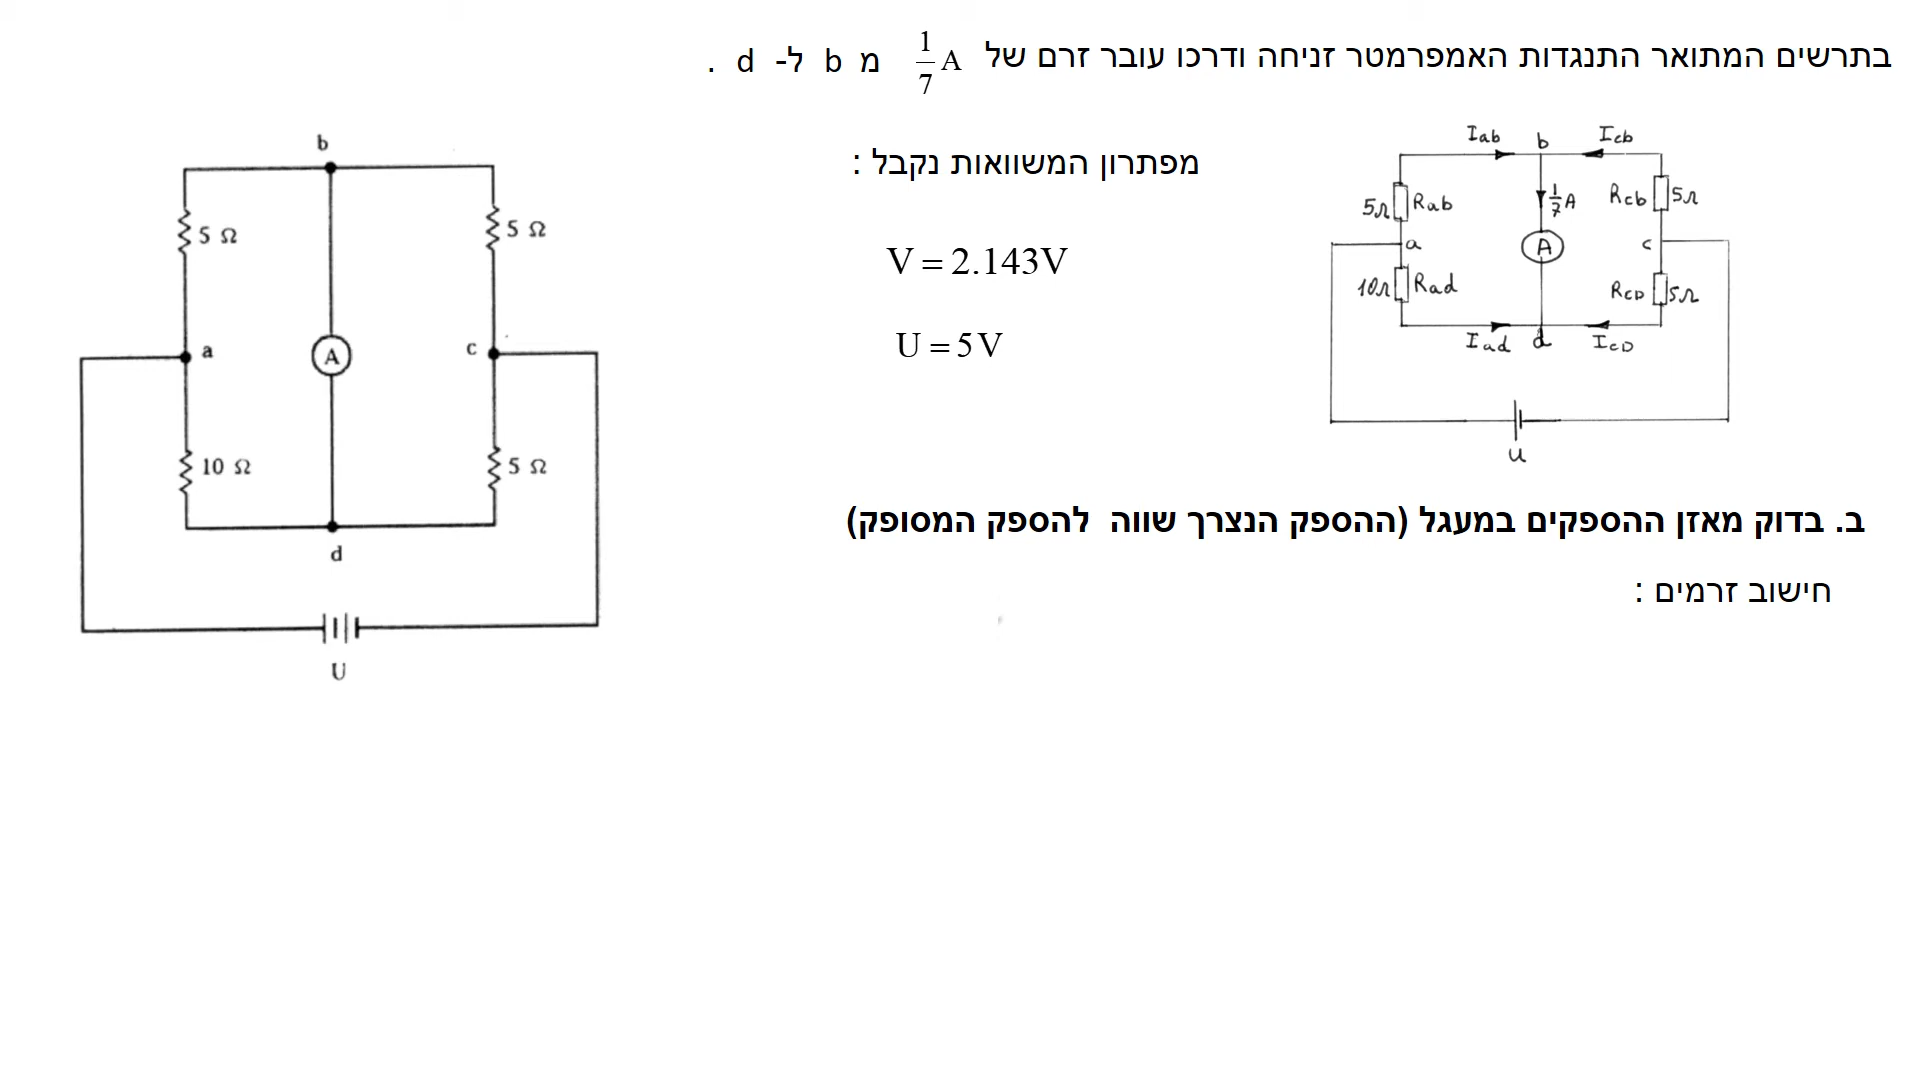 בתרשים המתואר התנגדות האמפרמטר זניחה ודרכו עובר זרם של 1/7 A מ b ל- d .
b
5 Ω
5 Ω
a
A
c
10 Ω
5 Ω
d
U
מפתרון המשוואות נקבל :
V = 2.143V
U = 5V
Iab b Icb
5Ω Rab 1/7 A Rcb 5Ω
a A c
10Ω Rad RcD 5Ω
Iad d IcD
u
ב. בדוק מאזן ההספקים במעגל (ההספק הנצרך שווה להספק המסופק)
חישוב זרמים :